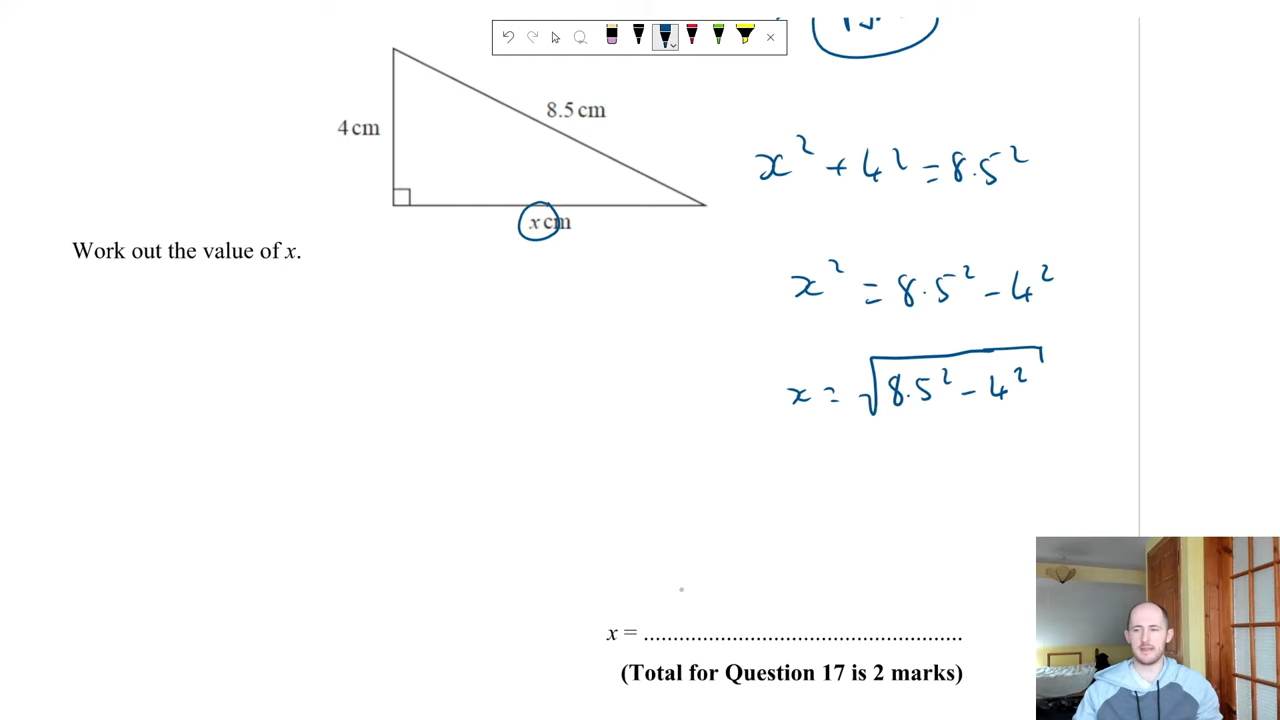 4 cm
8.5 cm
x cm
Work out the value of x.
x² + 4² = 8.5²
x² = 8.5² - 4²
x = √8.5² - 4²
x = ......................................................
(Total for Question 17 is 2 marks)